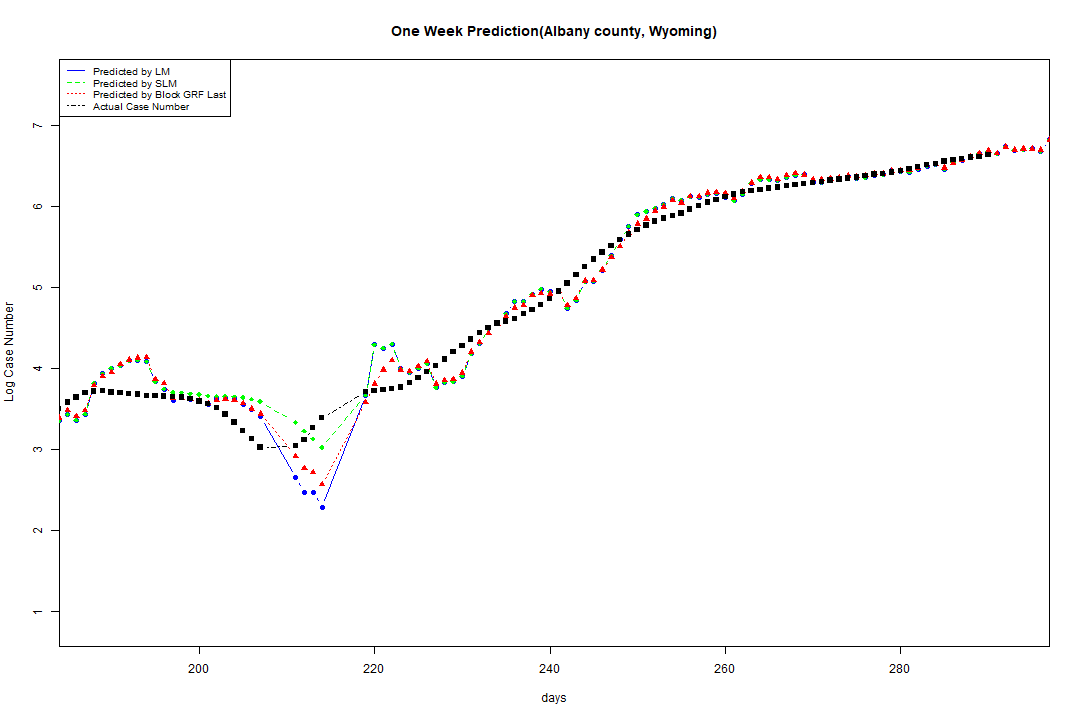 One Week Prediction(Albany county, Wyoming)
Predicted by LM
Predicted by SLM
Predicted by Block GRF Last
Actual Case Number
7
6
5
4
3
2
1
Log Case Number
200 220 240 260 280
days